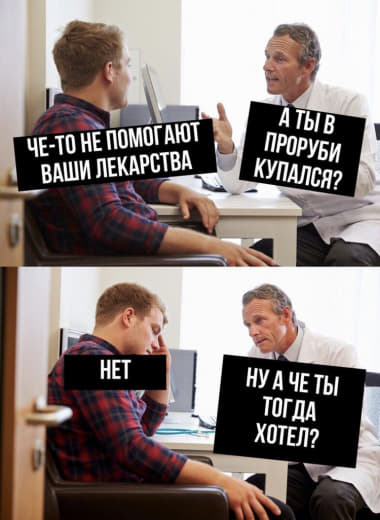 ЧЕ-ТО НЕ ПОМОГАЮТ
ВАШИ ЛЕКАРСТВА
А ТЫ В
ПРОРУБИ
КУПАЛСЯ?
НЕТ
НУ А ЧЕ ТЫ
ТОГДА
ХОТЕЛ?